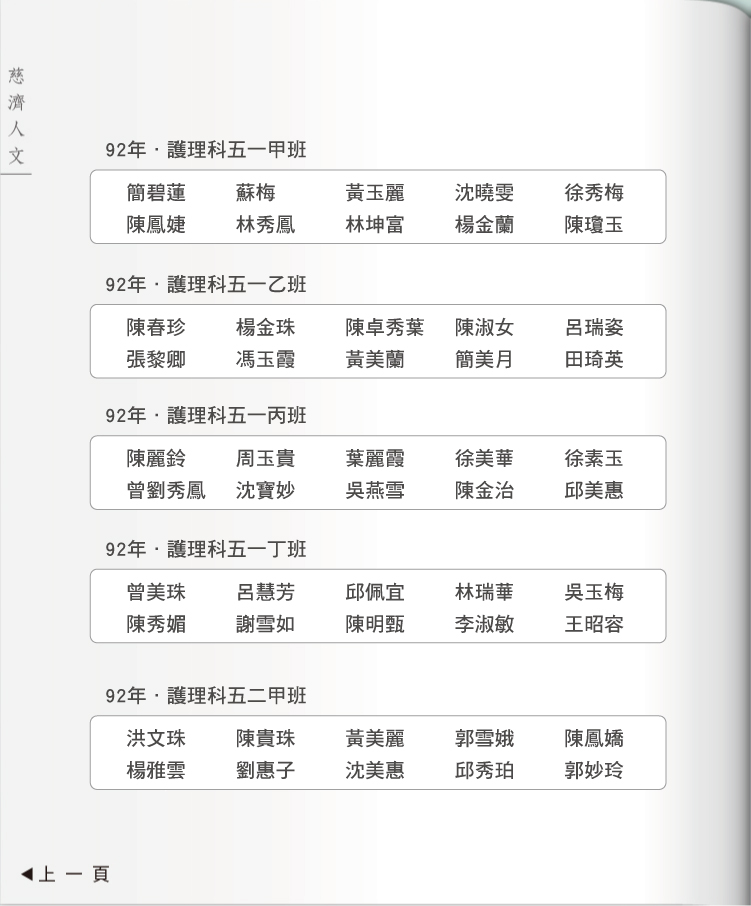 慈濟人文
92年．護理科五一甲班
簡碧蓮 蘇梅 黃玉麗 沈曉雯 徐秀梅
陳鳳婕 林秀鳳 林坤富 楊金蘭 陳瓊玉
92年．護理科五一乙班
陳春珍 楊金珠 陳卓秀葉 陳淑女 呂瑞姿
張黎卿 馮玉霞 黃美蘭 簡美月 田琦英
92年．護理科五一丙班
陳麗鈴 周玉貴 葉麗霞 徐美華 徐素玉
曾劉秀鳳 沈寶妙 吳燕雪 陳金治 邱美惠
92年．護理科五一丁班
曾美珠 呂慧芳 邱佩宜 林瑞華 吳玉梅
陳秀媚 謝雪如 陳明甄 李淑敏 王昭容
92年．護理科五二甲班
洪文珠 陳貴珠 黃美麗 郭雪娥 陳鳳嬌
楊雅雲 劉惠子 沈美惠 邱秀珀 郭妙玲
◀上一頁